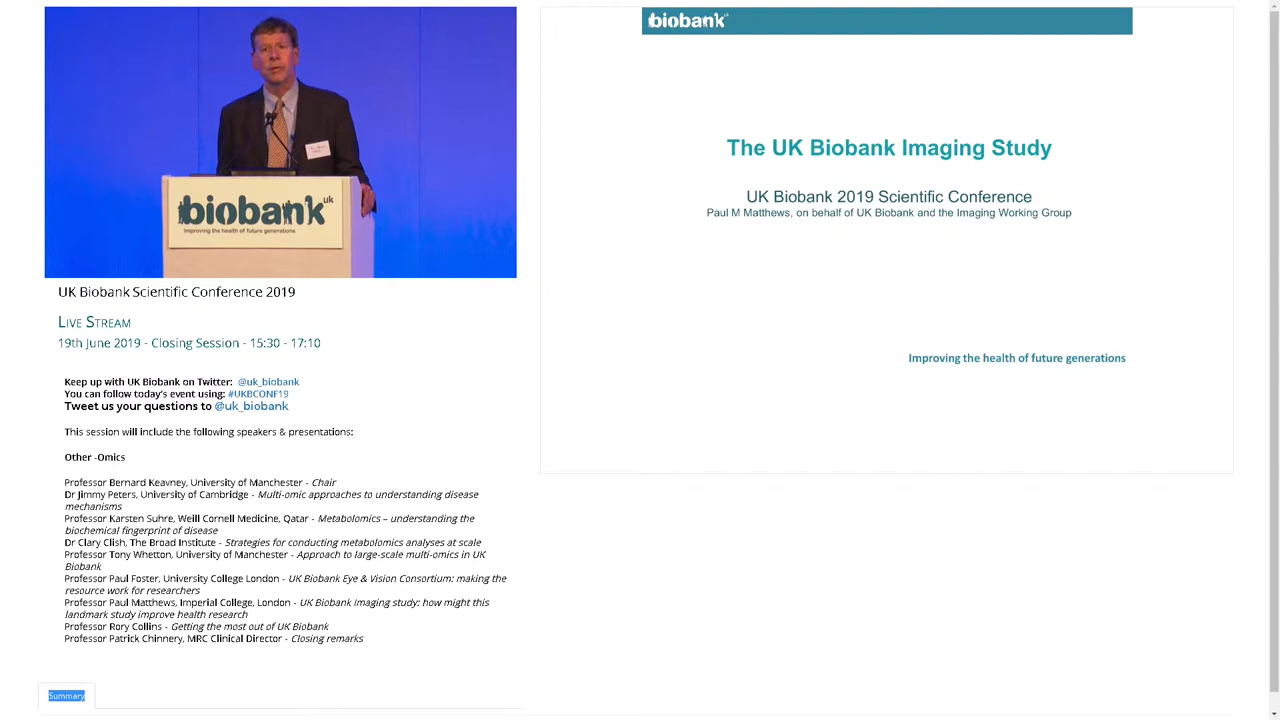 biobank uk
Improving the health of future generations
UK Biobank Scientific Conference 2019
LIVE STREAM
19th June 2019 - Closing Session - 15:30 - 17:10
Keep up with UK Biobank on Twitter: @uk_biobank
You can follow today's event using: #UKBCONF19
Tweet us your questions to @uk_biobank
This session will include the following speakers & presentations:
Other -Omics
Professor Bernard Keavney, University of Manchester - Chair
Dr Jimmy Peters, University of Cambridge - Multi-omic approaches to understanding disease
mechanisms
Professor Karsten Suhre, Weill Cornell Medicine, Qatar - Metabolomics – understanding the
biochemical fingerprint of disease
Dr Clary Clish, The Broad Institute - Strategies for conducting metabolomics analyses at scale
Professor Tony Whetton, University of Manchester - Approach to large-scale multi-omics in UK
Biobank
Professor Paul Foster, University College London - UK Biobank Eye & Vision Consortium: making the
resource work for researchers
Professor Paul Matthews, Imperial College, London - UK Biobank Imaging study: how might this
landmark study improve health research
Professor Rory Collins - Getting the most out of UK Biobank
Professor Patrick Chinnery, MRC Clinical Director - Closing remarks
Summary
biobank
The UK Biobank Imaging Study
UK Biobank 2019 Scientific Conference
Paul M Matthews, on behalf of UK Biobank and the Imaging Working Group
Improving the health of future generations